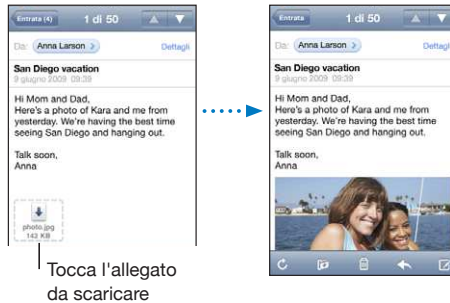 Entrata (4) 1 di 50
Da: Anna Larson Dettagli
San Diego vacation
9 giugno 2009 09:39
Hi Mom and Dad,
Here's a photo of Kara and me from
yesterday. We're having the best time
seeing San Diego and hanging out.
Talk soon,
Anna
photo.jpg
142 KB
Tocca l'allegato
da scaricare
Entrata 1 di 50
Da: Anna Larson Dettagli
San Diego vacation
9 giugno 2009 09:39
Hi Mom and Dad,
Here's a photo of Kara and me from
yesterday. We're having the best time
seeing San Diego and hanging out.
Talk soon,
Anna